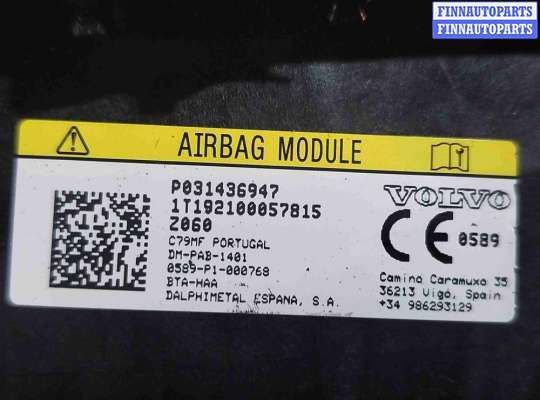 FINNAUTOPARTS
FINNAUTOPARTS
AIRBAG MODULE
P031436947
1T192100057815
Z060
C79MF PORTUGAL
DM-PAB-1401
0589-P1-000768
BTA-HAA
DALPHIMETAL ESPANA, S.A.
VOLVO
CE 0589
Camino Caramuxo 35
36213 Vigo, Spain
+34 986293129